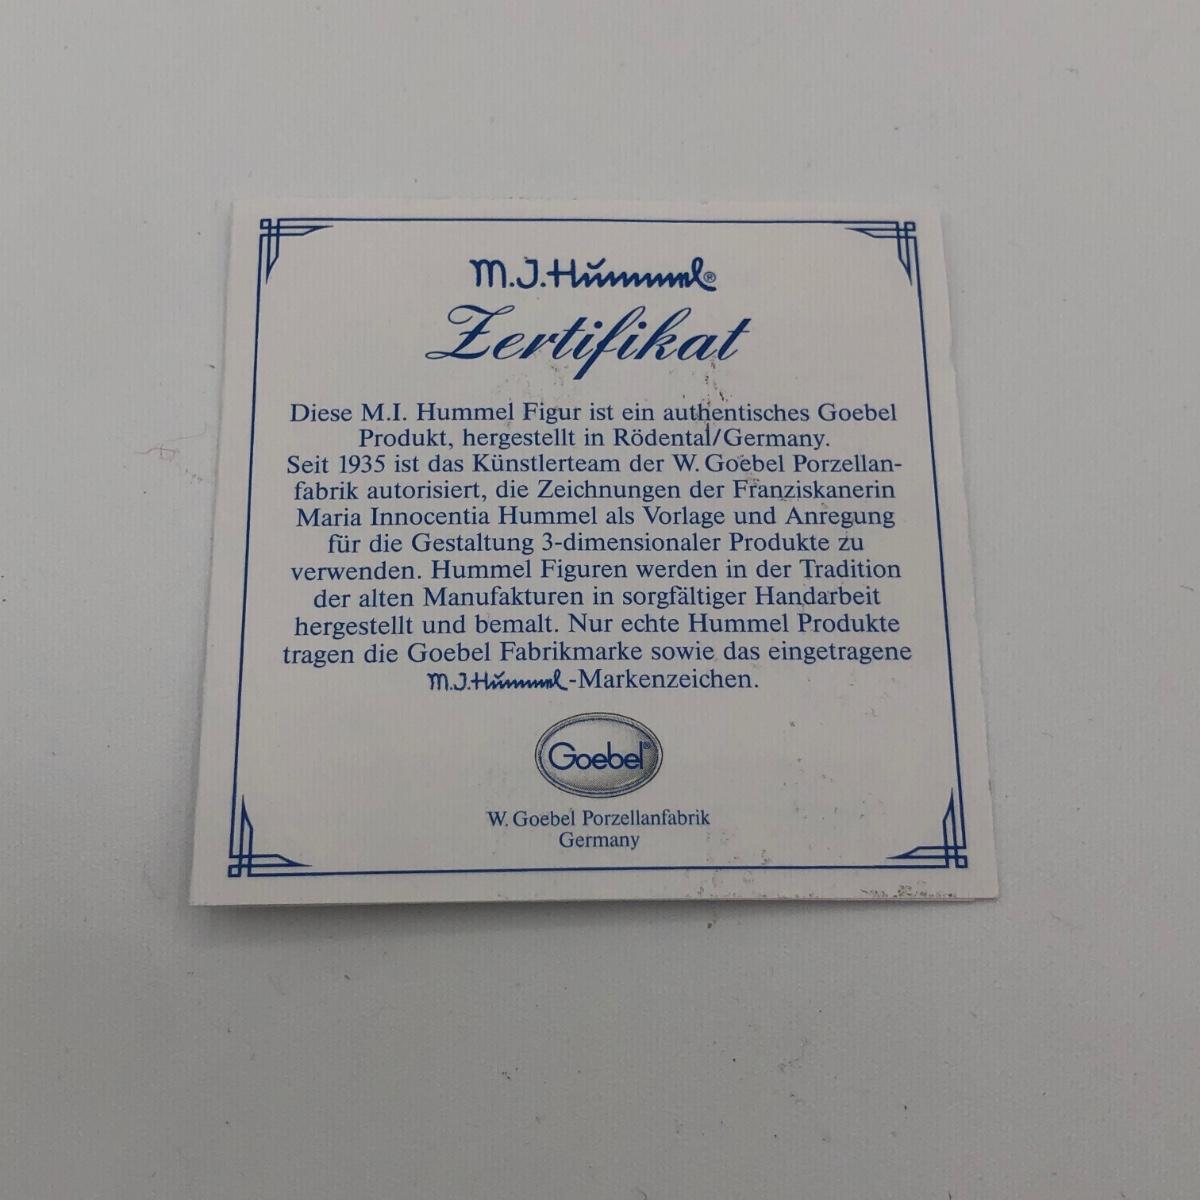 M.J.Hummel®
Zertifikat
Diese M.I. Hummel Figur ist ein authentisches Goebel
Produkt, hergestellt in Rödental/Germany.
Seit 1935 ist das Künstlerteam der W. Goebel Porzellan-
fabrik autorisiert, die Zeichnungen der Franziskanerin
Maria Innocentia Hummel als Vorlage und Anregung
für die Gestaltung 3-dimensionaler Produkte zu
verwenden. Hummel Figuren werden in der Tradition
der alten Manufakturen in sorgfältiger Handarbeit
hergestellt und bemalt. Nur echte Hummel Produkte
tragen die Goebel Fabrikmarke sowie das eingetragene
M.J.Hummel-Markenzeichen.
Goebel®
W. Goebel Porzellanfabrik
Germany